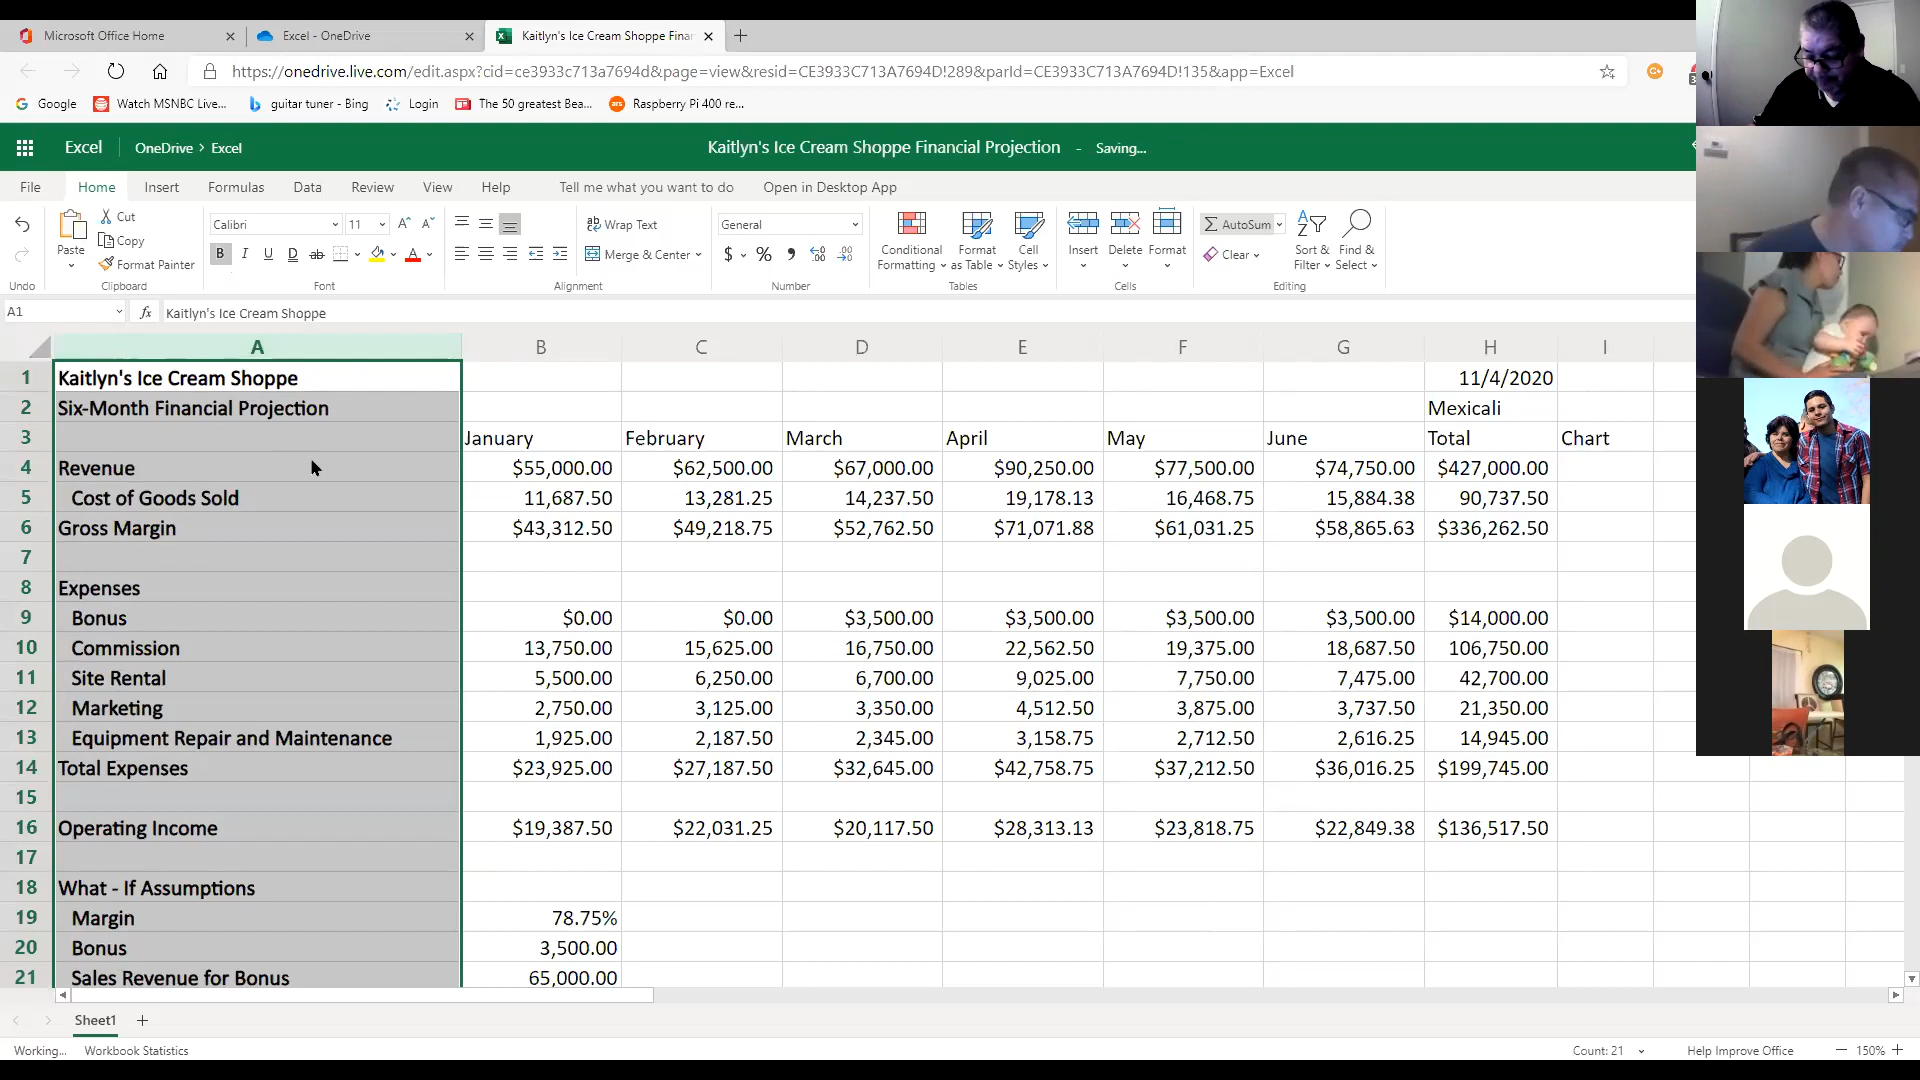 Microsoft Office Home
Excel - OneDrive
Kaitlyn's Ice Cream Shoppe Finan
https://onedrive.live.com/edit.aspx?cid=ce3933c713a7694d&page=view&resid=CE3933C713A7694D!289&parId=CE3933C713A7694D!135&app=Excel
Google Watch MSNBC Live... guitar tuner - Bing Login The 50 greatest Bea... Raspberry Pi 400 re...
Excel OneDrive > Excel Kaitlyn's Ice Cream Shoppe Financial Projection - Saving...
File Home Insert Formulas Data Review View Help Tell me what you want to do Open in Desktop App
Cut
Copy
Format Painter
Paste
Calibri 11
B I U D ab
Wrap Text
Merge & Center
General
$ % 9
Conditional Formatting
Format as Table
Cell Styles
Insert Delete Format
AutoSum
Clear
Sort & Filter
Find & Select
Undo Clipboard Font Alignment Number Tables Cells Editing
A1 fx Kaitlyn's Ice Cream Shoppe
A B C D E F G H I
1 Kaitlyn's Ice Cream Shoppe 11/4/2020
2 Six-Month Financial Projection Mexicali
3 January February March April May June Total Chart
4 Revenue $55,000.00 $62,500.00 $67,000.00 $90,250.00 $77,500.00 $74,750.00 $427,000.00
5 Cost of Goods Sold 11,687.50 13,281.25 14,237.50 19,178.13 16,468.75 15,884.38 90,737.50
6 Gross Margin $43,312.50 $49,218.75 $52,762.50 $71,071.88 $61,031.25 $58,865.63 $336,262.50
7
8 Expenses
9 Bonus $0.00 $0.00 $3,500.00 $3,500.00 $3,500.00 $3,500.00 $14,000.00
10 Commission 13,750.00 15,625.00 16,750.00 22,562.50 19,375.00 18,687.50 106,750.00
11 Site Rental 5,500.00 6,250.00 6,700.00 9,025.00 7,750.00 7,475.00 42,700.00
12 Marketing 2,750.00 3,125.00 3,350.00 4,512.50 3,875.00 3,737.50 21,350.00
13 Equipment Repair and Maintenance 1,925.00 2,187.50 2,345.00 3,158.75 2,712.50 2,616.25 14,945.00
14 Total Expenses $23,925.00 $27,187.50 $32,645.00 $42,758.75 $37,212.50 $36,016.25 $199,745.00
15
16 Operating Income $19,387.50 $22,031.25 $20,117.50 $28,313.13 $23,818.75 $22,849.38 $136,517.50
17
18 What - If Assumptions
19 Margin 78.75%
20 Bonus 3,500.00
21 Sales Revenue for Bonus 65,000.00
Sheet1
Working... Workbook Statistics Count: 21 Help Improve Office 150%